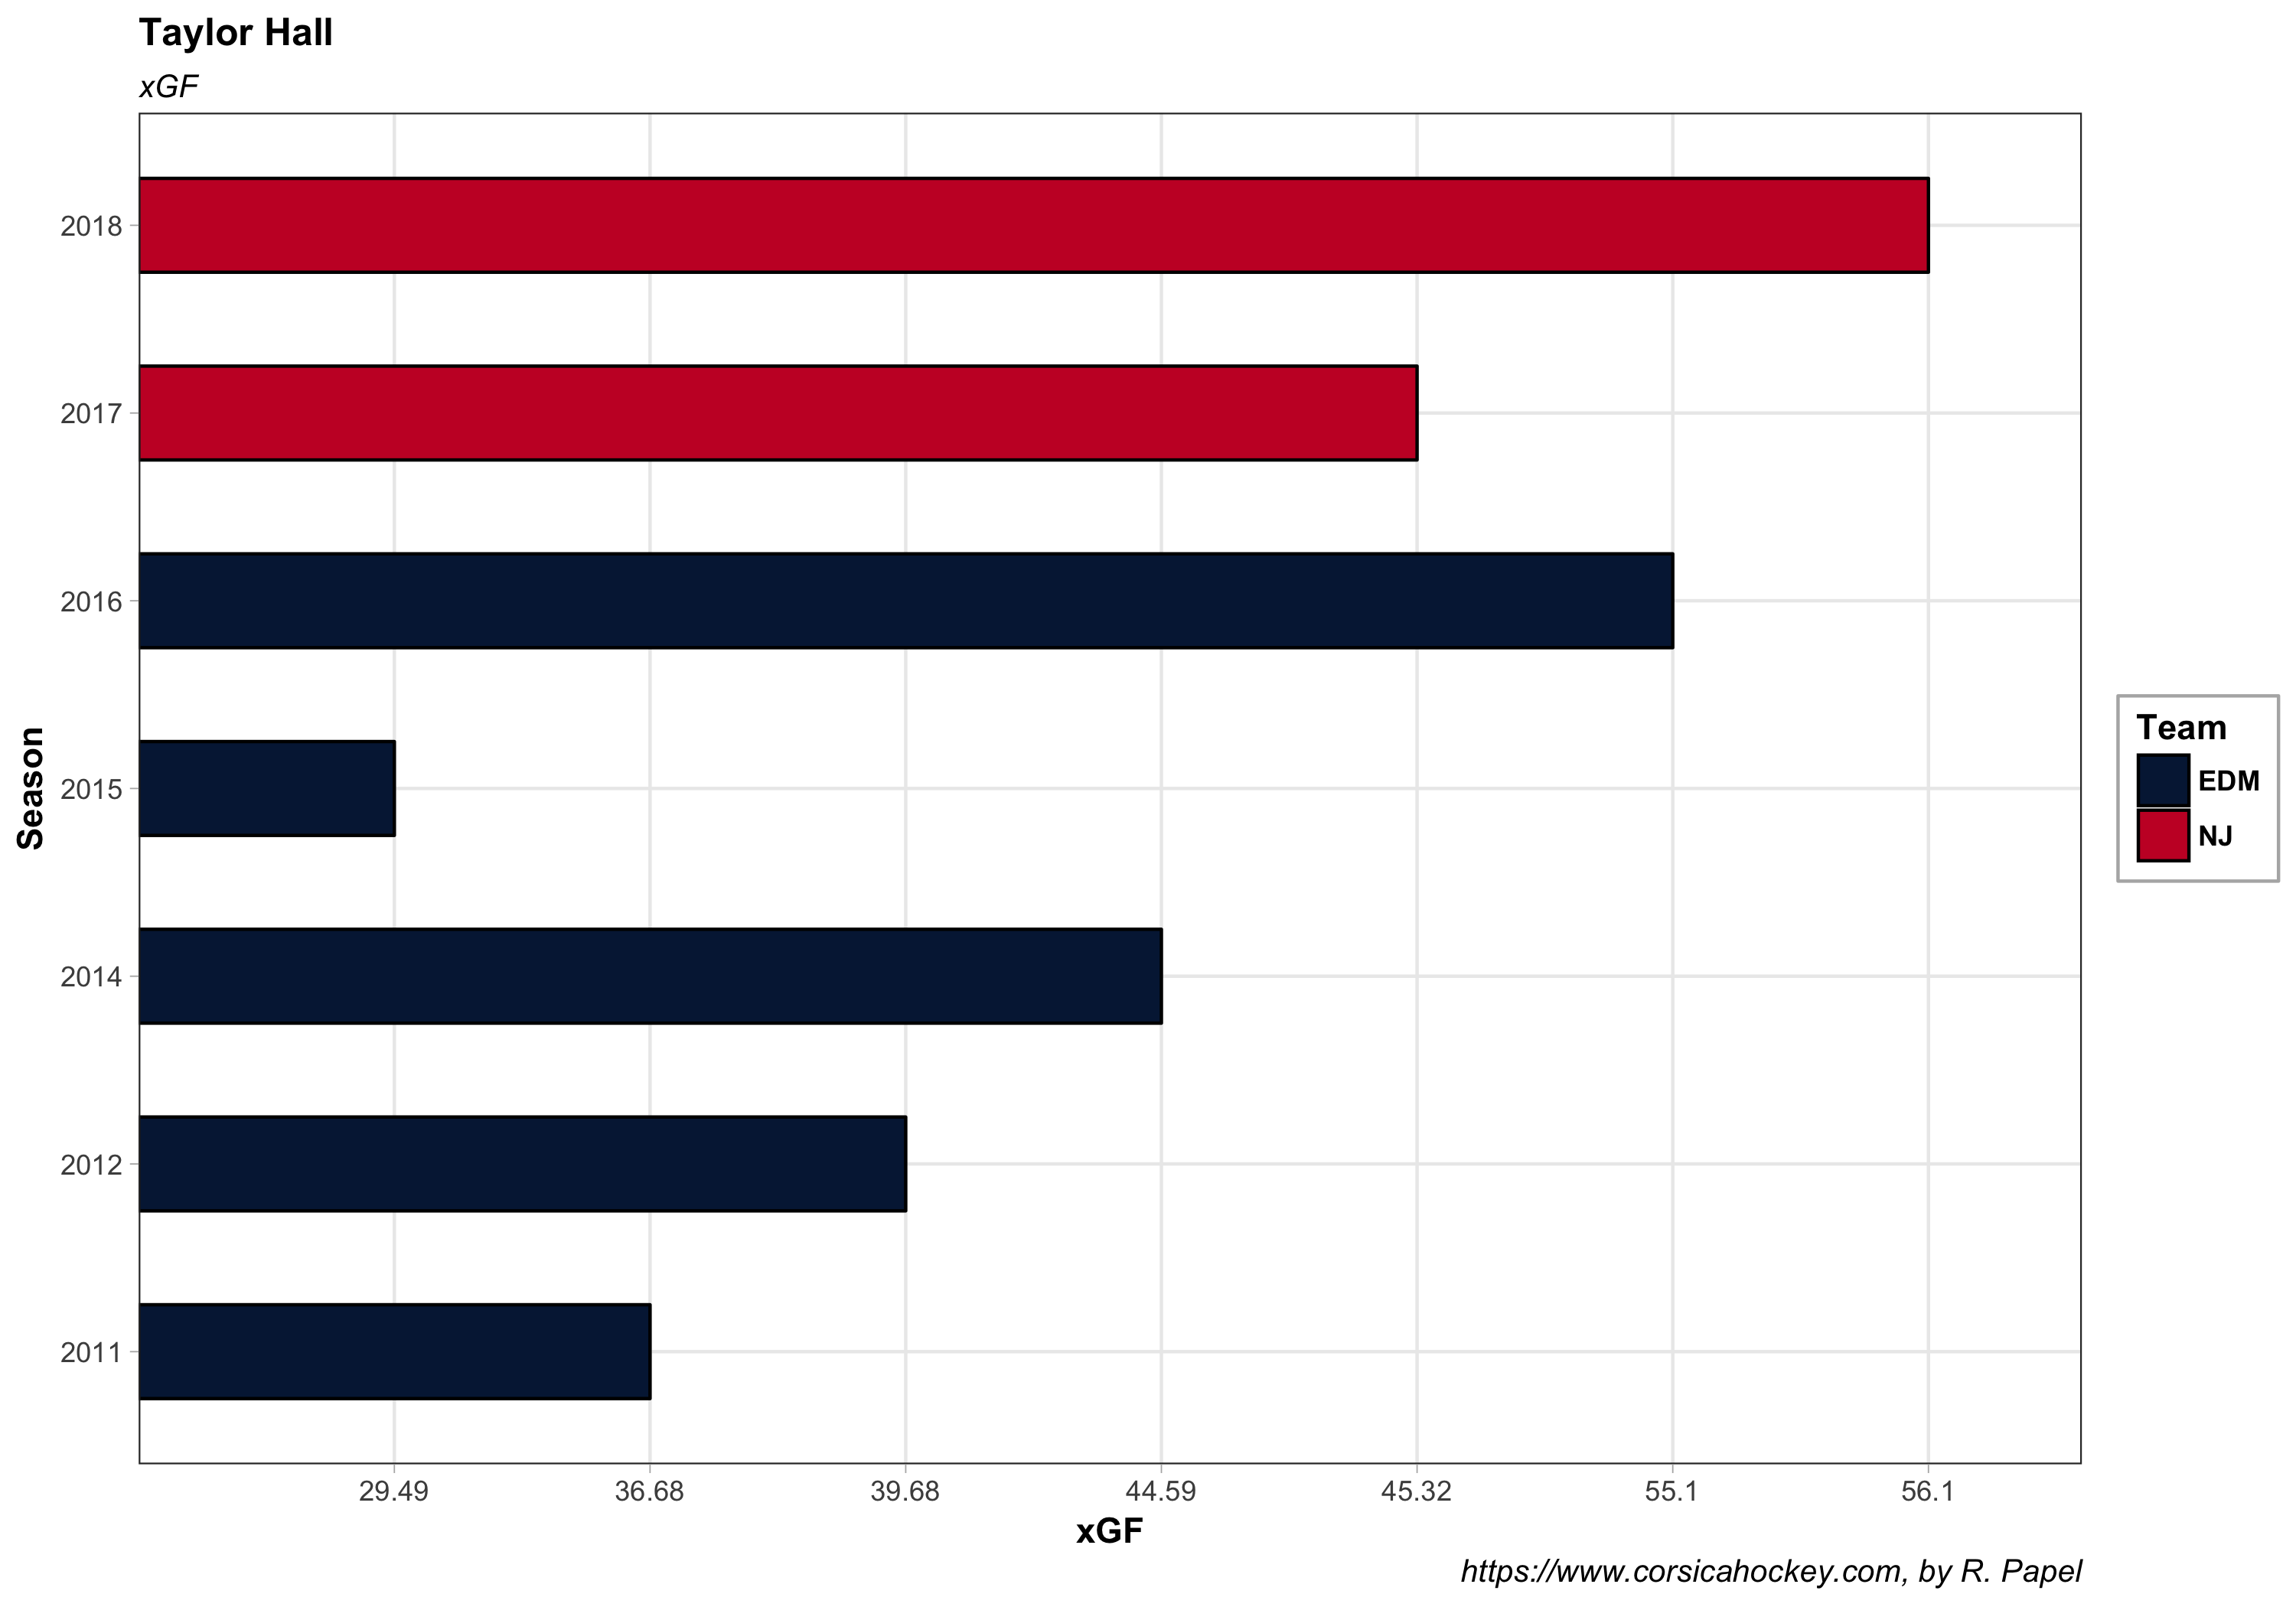 Taylor Hall
xGF
Season
2018
2017
2016
2015
2014
2012
2011
29.49 36.68 39.68 44.59 45.32 55.1 56.1
xGF
Team
EDM
NJ
https://www.corsicahockey.com, by R. Papel